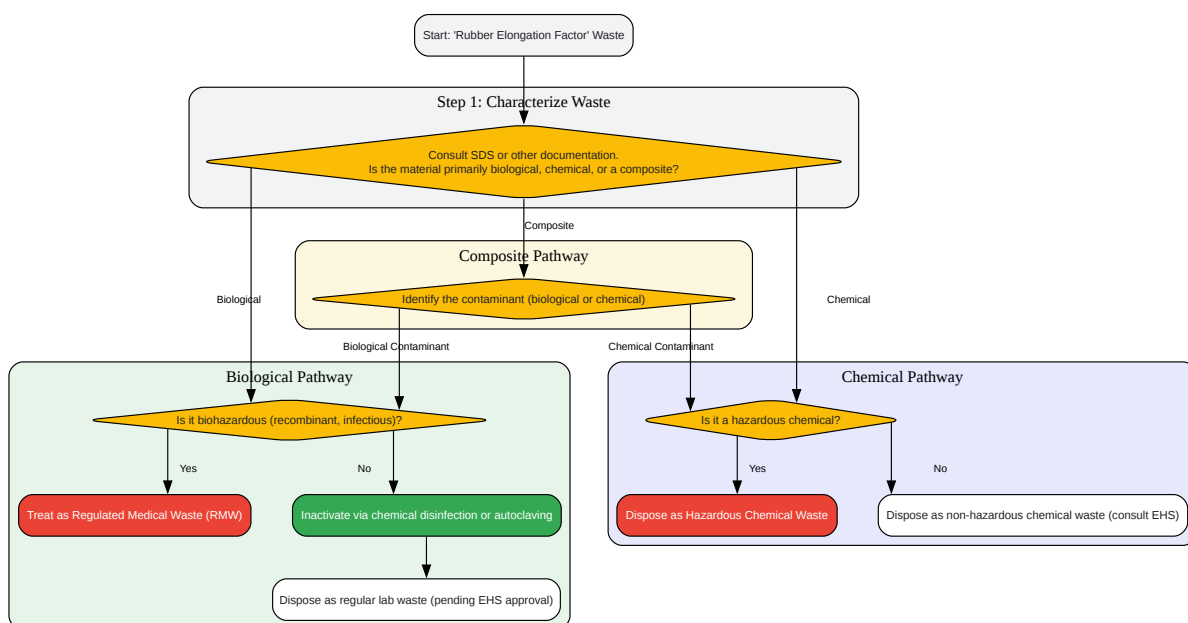 Start: 'Rubber Elongation Factor' Waste
Step 1: Characterize Waste
Consult SDS or other documentation.
Is the material primarily biological, chemical, or a composite?
Composite
Composite Pathway
Biological
Identify the contaminant (biological or chemical)
Chemical
Biological Contaminant
Chemical Contaminant
Biological Pathway
Chemical Pathway
Is it biohazardous (recombinant, infectious)?
Is it a hazardous chemical?
Yes
No
Yes
No
Treat as Regulated Medical Waste (RMW)
Inactivate via chemical disinfection or autoclaving
Dispose as Hazardous Chemical Waste
Dispose as non-hazardous chemical waste (consult EHS)
Dispose as regular lab waste (pending EHS approval)